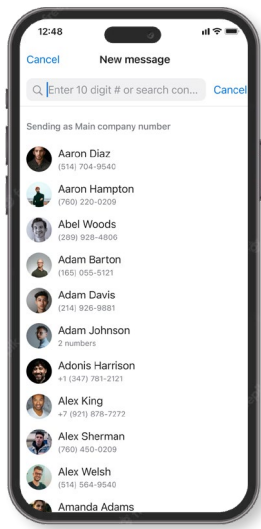 12:48
Cancel New message
Enter 10 digit # or search con... Cancel
Sending as Main company number
Aaron Diaz
(514) 704-9540
Aaron Hampton
(760) 220-0209
Abel Woods
(289) 928-4806
Adam Barton
(165) 055-5121
Adam Davis
(214) 926-9881
Adam Johnson
2 numbers
Adonis Harrison
+1 (347) 781-2121
Alex King
+7 (921) 878-7272
Alex Sherman
(760) 450-0209
Alex Welsh
(514) 564-9540
Amanda Adams